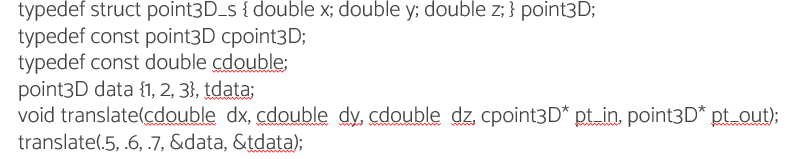 typedef struct point3D_s { double x; double y; double z; } point3D;
typedef const point3D cpoint3D;
typedef const double cdouble;
point3D data {1, 2, 3}, tdata;
void translate(cdouble dx, cdouble dy, cdouble dz, cpoint3D* pt_in, point3D* pt_out);
translate(.5, .6, .7, &data, &tdata);